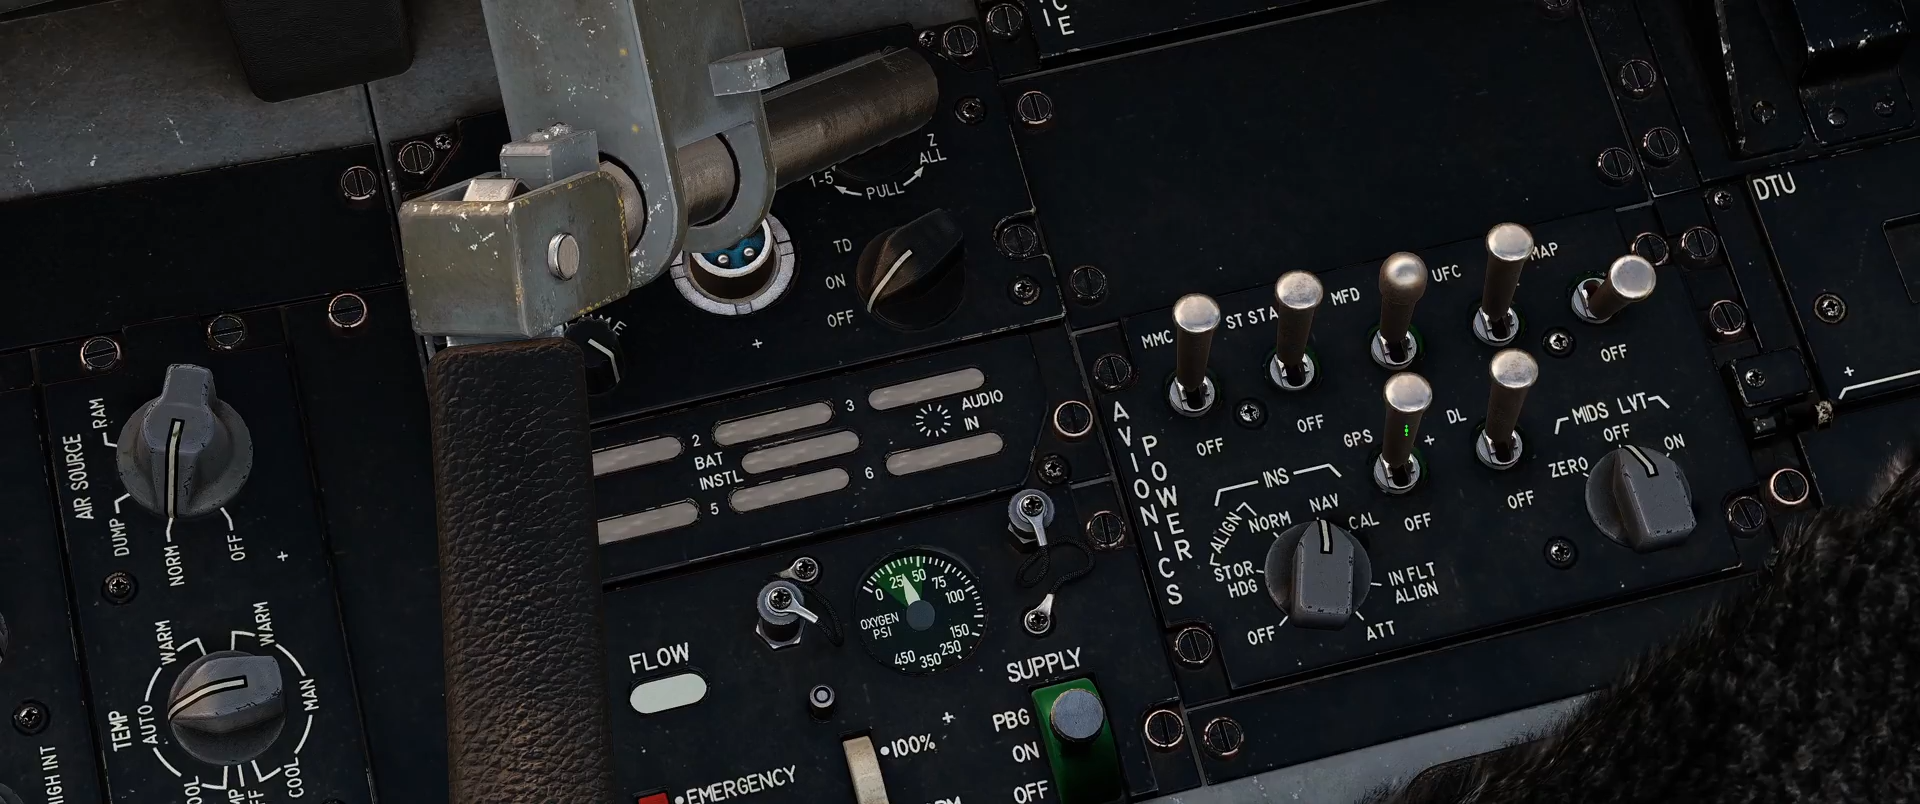 C
I
E
Z
ALL
1-5
PULL
TD
ON
OFF
DTU
MMC
ST STA
MFD
UFC
MAP
OFF
OFF
OFF
GPS
DL
OFF
OFF
MIDS LVT
ZERO
OFF
ON
AVIONICS
POWER
INS
ALIGN
STOR
HDG
NORM
NAV
CAL
IN FLT
ALIGN
ATT
OFF
2
BAT
INSTL
5
3
6
AUDIO
IN
AIR SOURCE
RAM
DUMP
NORM
OFF
TEMP
AUTO
WARM
WARM
MAN
COOL
HIGH INT
FLOW
0
25
50
75
100
150
250
350
450
OXYGEN
PSI
SUPPLY
PBG
ON
OFF
100%
EMERGENCY